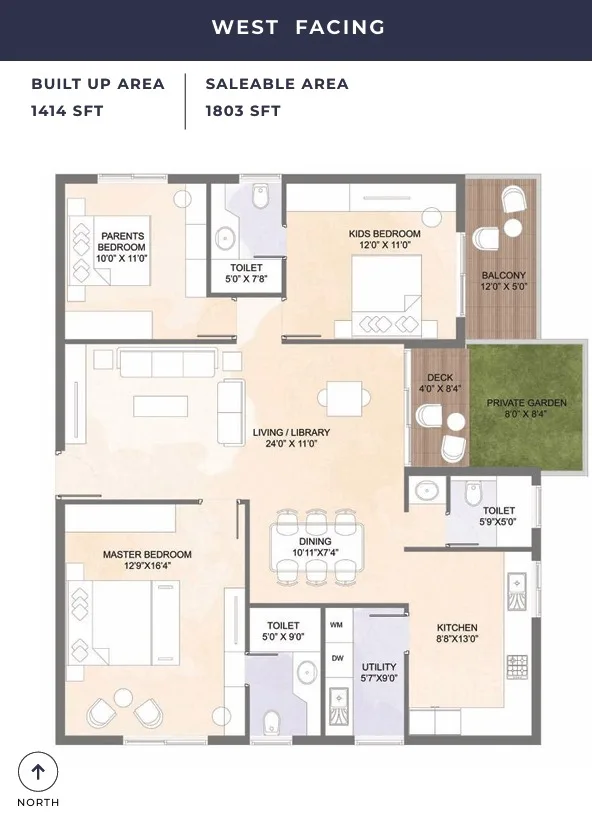 WEST FACING
BUILT UP AREA
1414 SFT
SALEABLE AREA
1803 SFT
PARENTS
BEDROOM
10'0" X 11'0"
TOILET
5'0" X 7'8"
KIDS BEDROOM
12'0" X 11'0"
BALCONY
12'0" X 5'0"
DECK
4'0" X 8'4"
PRIVATE GARDEN
8'0" X 8'4"
LIVING / LIBRARY
24'0" X 11'0"
TOILET
5'9"X5'0"
DINING
10'11"X7'4"
MASTER BEDROOM
12'9"X16'4"
TOILET
5'0" X 9'0"
WM
DW
UTILITY
5'7"X9'0"
KITCHEN
8'8"X13'0"
NORTH